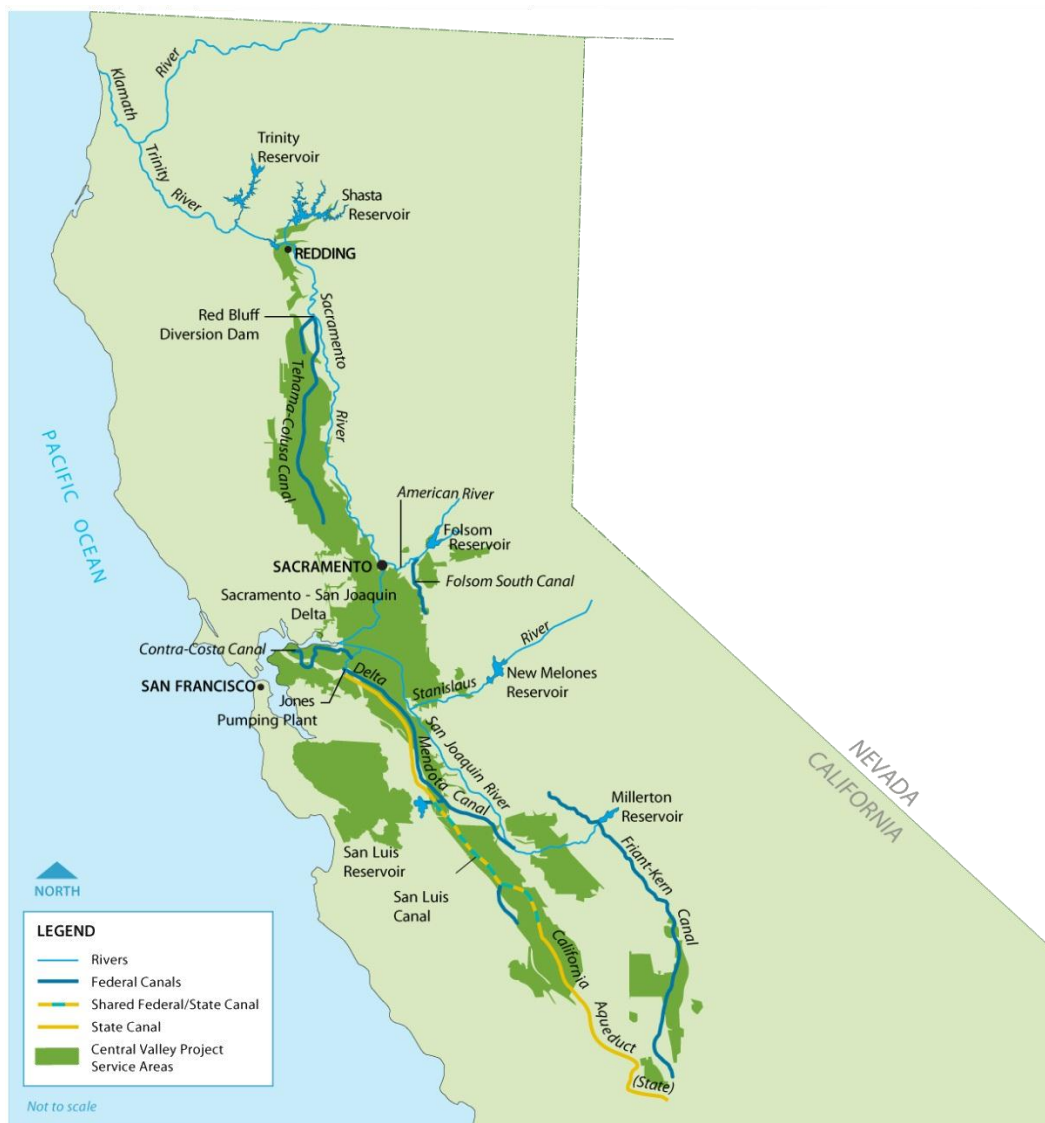 Klamath
River
Trinity
River
Trinity
Reservoir
Shasta
Reservoir
REDDING
Red Bluff
Diversion Dam
Sacramento
River
Tehama-Colusa Canal
PACIFIC OCEAN
American River
Folsom
Reservoir
SACRAMENTO
Folsom South Canal
Sacramento - San Joaquin
Delta
Contra-Costa Canal
SAN FRANCISCO
Jones
Pumping Plant
Delta
Mendota Canal
Stanislaus
River
New Melones
Reservoir
San Joaquin River
NEVADA
CALIFORNIA
Millerton
Reservoir
San Luis
Reservoir
San Luis
Canal
Friant-Kern
Canal
California
Aqueduct
(State)
NORTH
LEGEND
Rivers
Federal Canals
Shared Federal/State Canal
State Canal
Central Valley Project
Service Areas
Not to scale